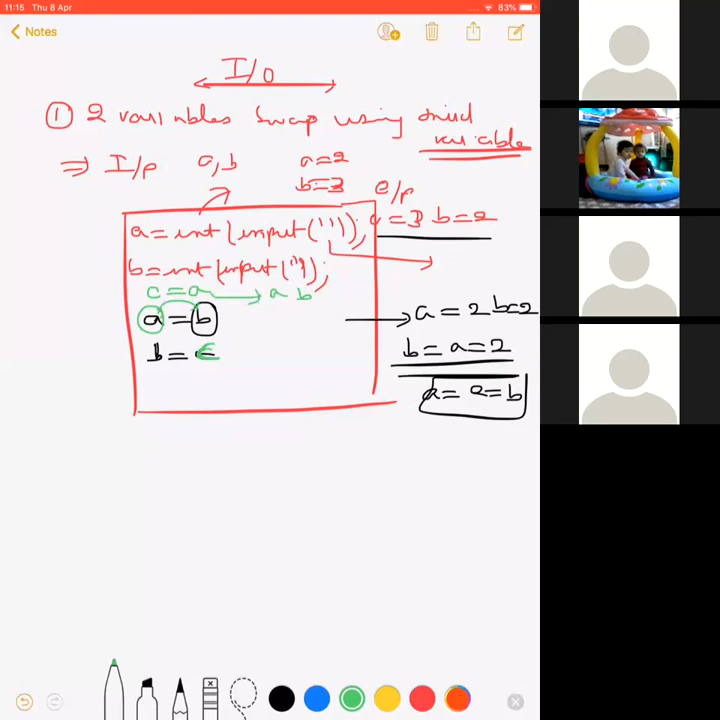 11:15 Thu 8 Apr
83%
Notes
I/O
① 2 variables swap using third
variable
⇒ I/P a, b a=2
b=3
o/p
a=int(input(''')); a=3 b=2
b=int(input('''));
c = a → a b
a = b
b = c
→ a = 2 b=2
b = a = 2
a = a = b